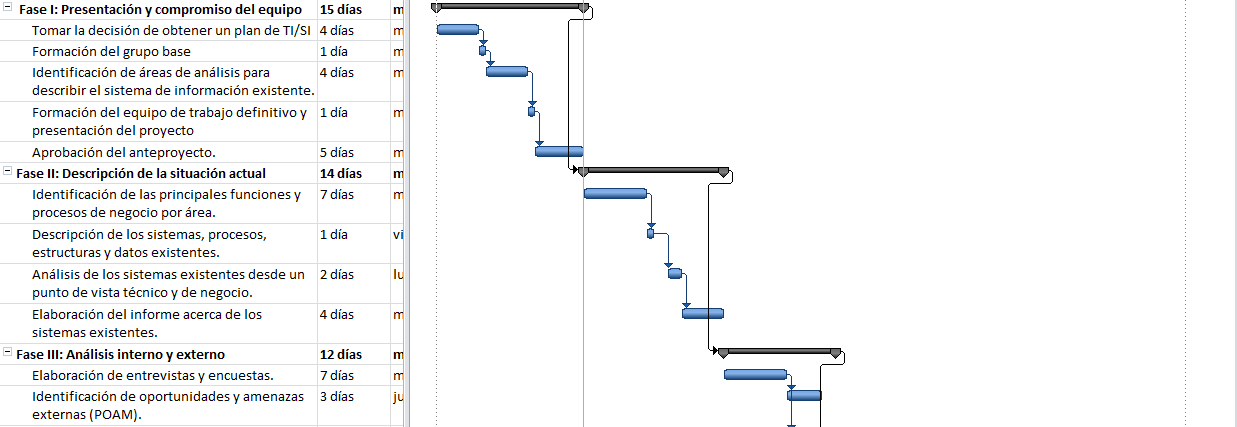 Fase I: Presentación y compromiso del equipo 15 días m
Tomar la decisión de obtener un plan de TI/SI 4 días m
Formación del grupo base 1 día m
Identificación de áreas de análisis para 4 días m
describir el sistema de información existente.
Formación del equipo de trabajo definitivo y 1 día m
presentación del proyecto
Aprobación del anteproyecto. 5 días m
Fase II: Descripción de la situación actual 14 días m
Identificación de las principales funciones y 7 días m
procesos de negocio por área.
Descripción de los sistemas, procesos, 1 día vi
estructuras y datos existentes.
Análisis de los sistemas existentes desde un 2 días lu
punto de vista técnico y de negocio.
Elaboración del informe acerca de los 4 días m
sistemas existentes.
Fase III: Análisis interno y externo 12 días m
Elaboración de entrevistas y encuestas. 7 días m
Identificación de oportunidades y amenazas 3 días ju
externas (POAM).